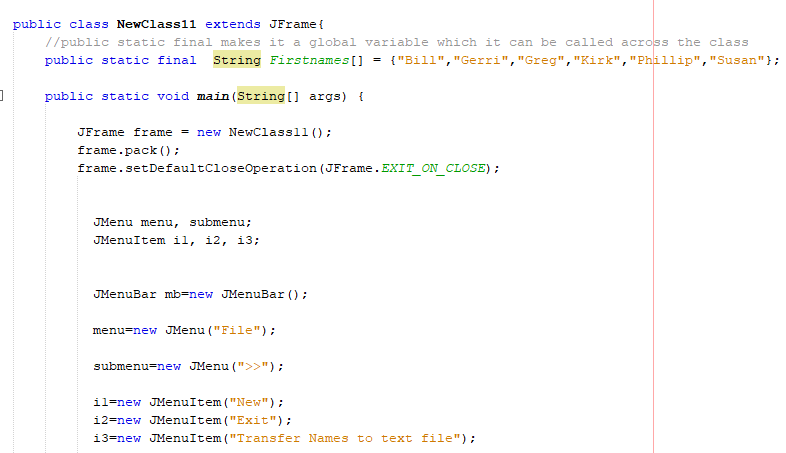 public class NewClass11 extends JFrame{
//public static final makes it a global variable which it can be called across the class
public static final String Firstnames[] = {"Bill","Gerri","Greg","Kirk","Phillip","Susan"};
public static void main(String[] args) {
JFrame frame = new NewClass11();
frame.pack();
frame.setDefaultCloseOperation(JFrame.EXIT_ON_CLOSE);
JMenu menu, submenu;
JMenuItem i1, i2, i3;
JMenuBar mb=new JMenuBar();
menu=new JMenu("File");
submenu=new JMenu(">>");
i1=new JMenuItem("New");
i2=new JMenuItem("Exit");
i3=new JMenuItem("Transfer Names to text file");